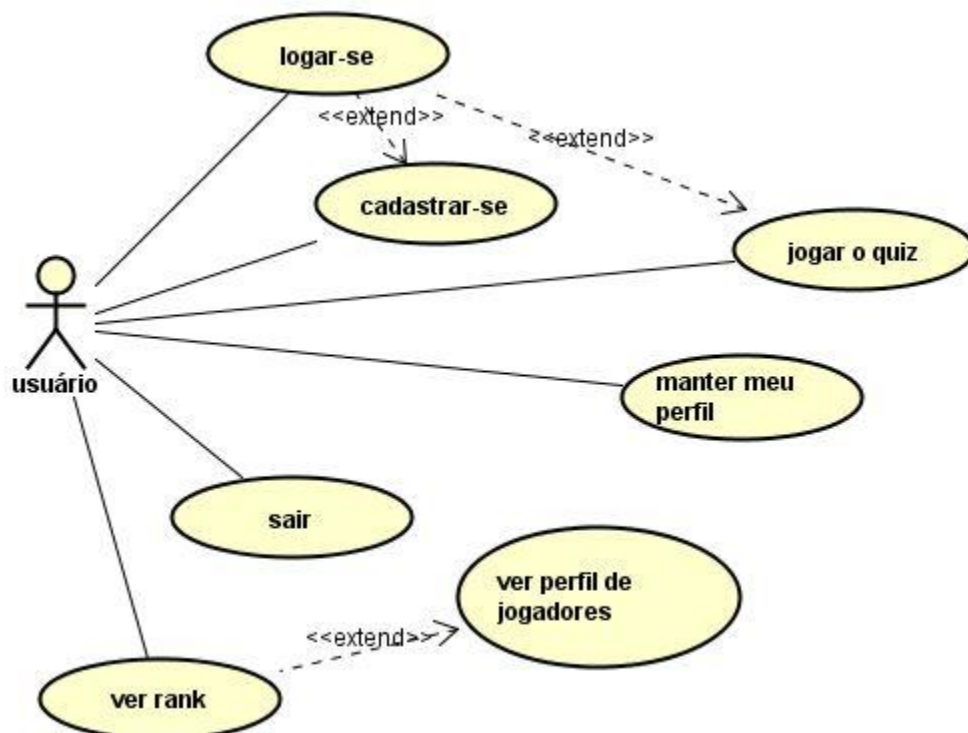 logar-se
<<extend>>
<<extend>>
cadastrar-se
jogar o quiz
usuário
manter meu
perfil
sair
ver perfil de
jogadores
<<extend>>
ver rank